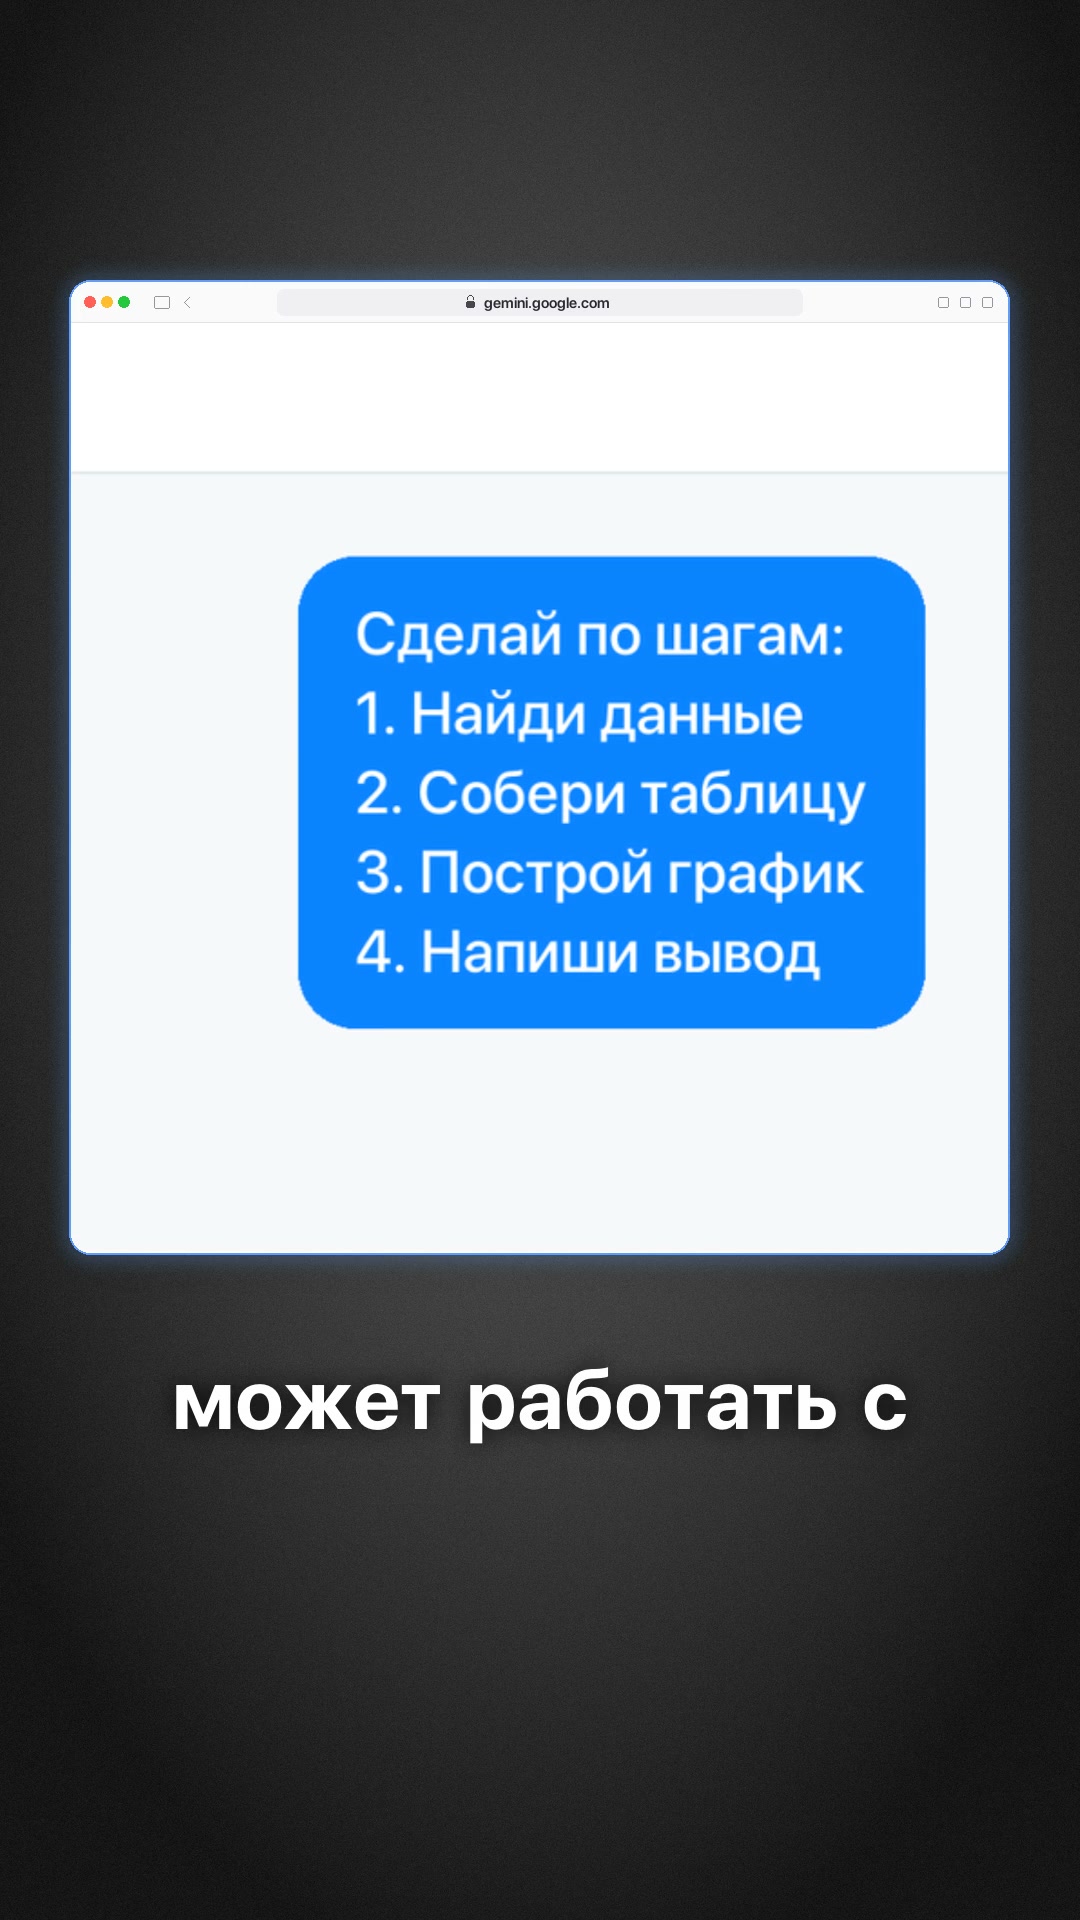 gemini.google.com
Сделай по шагам:
1. Найди данные
2. Собери таблицу
3. Построй график
4. Напиши вывод
может работать с